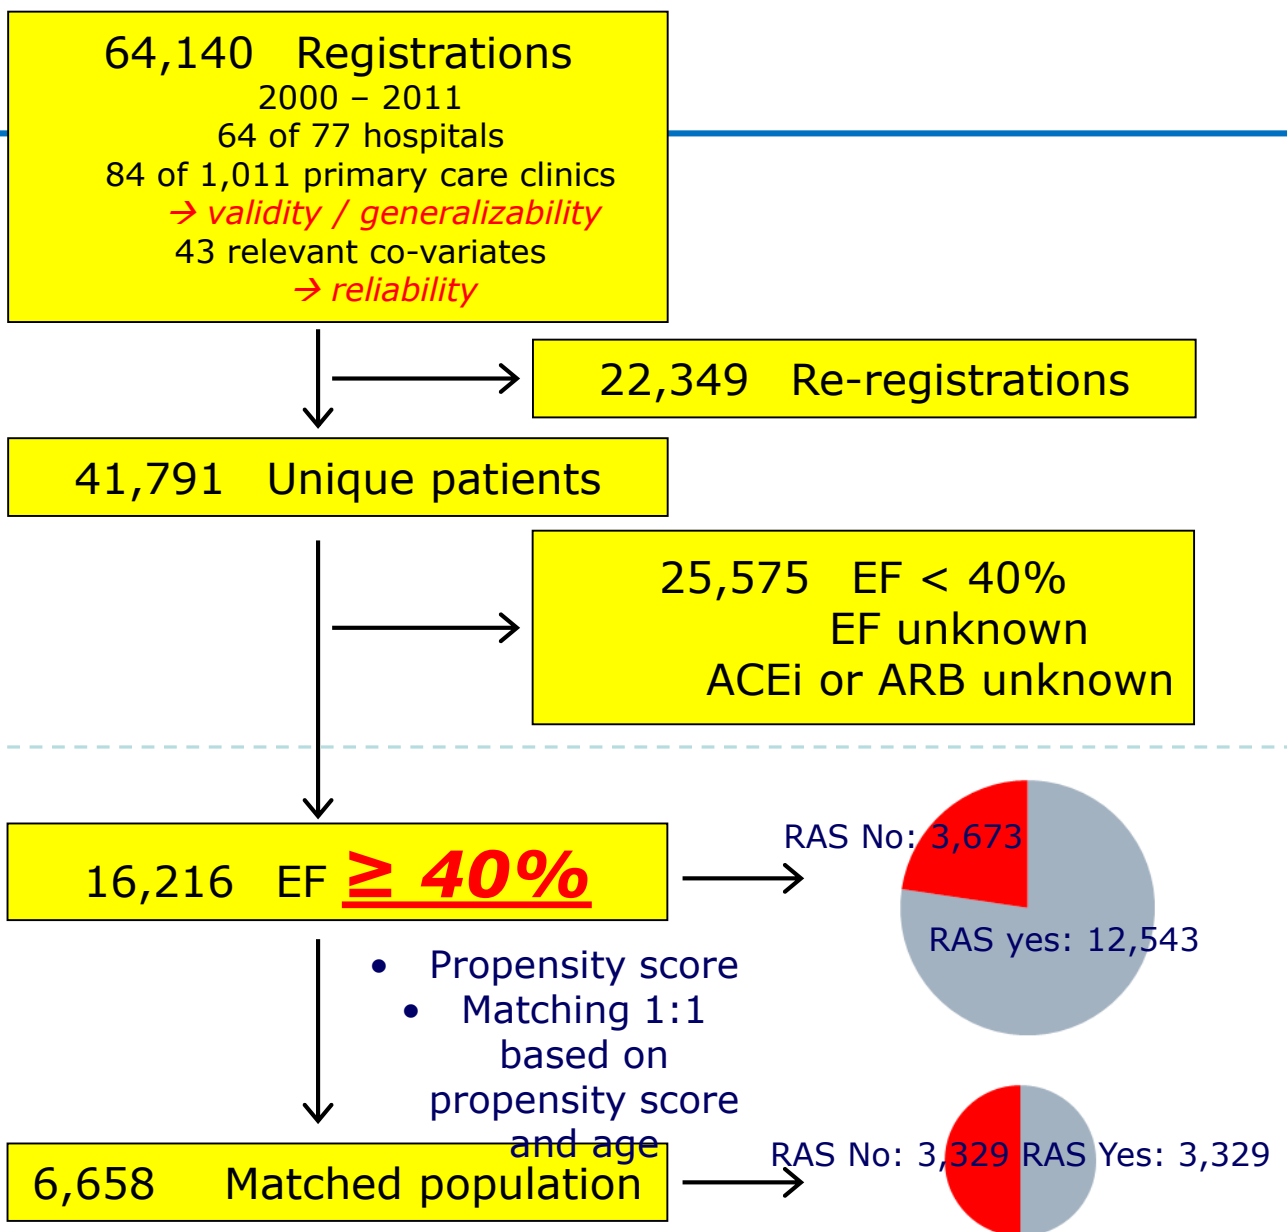 64,140 Registrations
2000 – 2011
64 of 77 hospitals
84 of 1,011 primary care clinics
→ validity / generalizability
43 relevant co-variates
→ reliability
22,349 Re-registrations
41,791 Unique patients
25,575 EF < 40%
EF unknown
ACEi or ARB unknown
16,216 EF ≥ 40%
RAS No: 3,673
RAS yes: 12,543
• Propensity score
• Matching 1:1
based on
propensity score
and age
6,658 Matched population
RAS No: 3,329 RAS Yes: 3,329